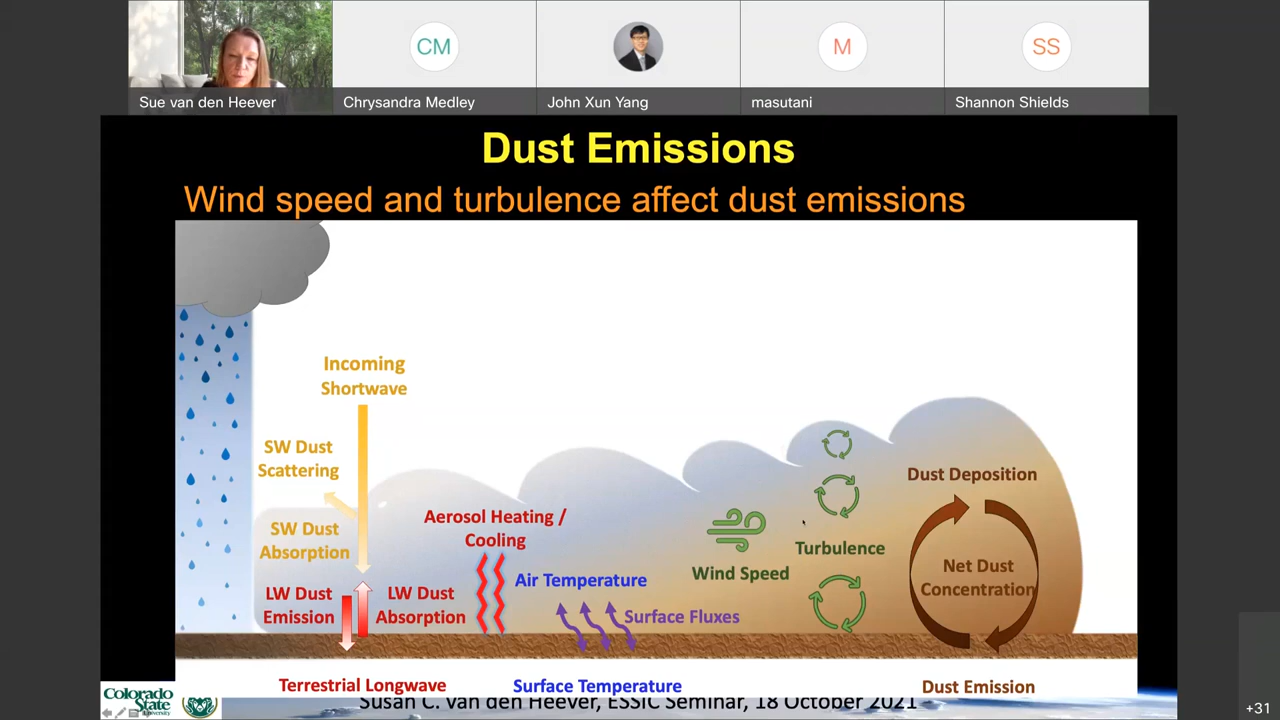 CM
M
SS
Sue van den Heever
Chrysandra Medley
John Xun Yang
masutani
Shannon Shields
Dust Emissions
Wind speed and turbulence affect dust emissions
Incoming
Shortwave
SW Dust
Scattering
SW Dust
Absorption
LW Dust
Emission
LW Dust
Absorption
Aerosol Heating /
Cooling
Air Temperature
Surface Fluxes
Wind Speed
Turbulence
Dust Deposition
Net Dust
Concentration
Terrestrial Longwave
Surface Temperature
Dust Emission
Colorado
State
University
Susan C. van den Heever, ESSIC Seminar, 18 October 2021
+31